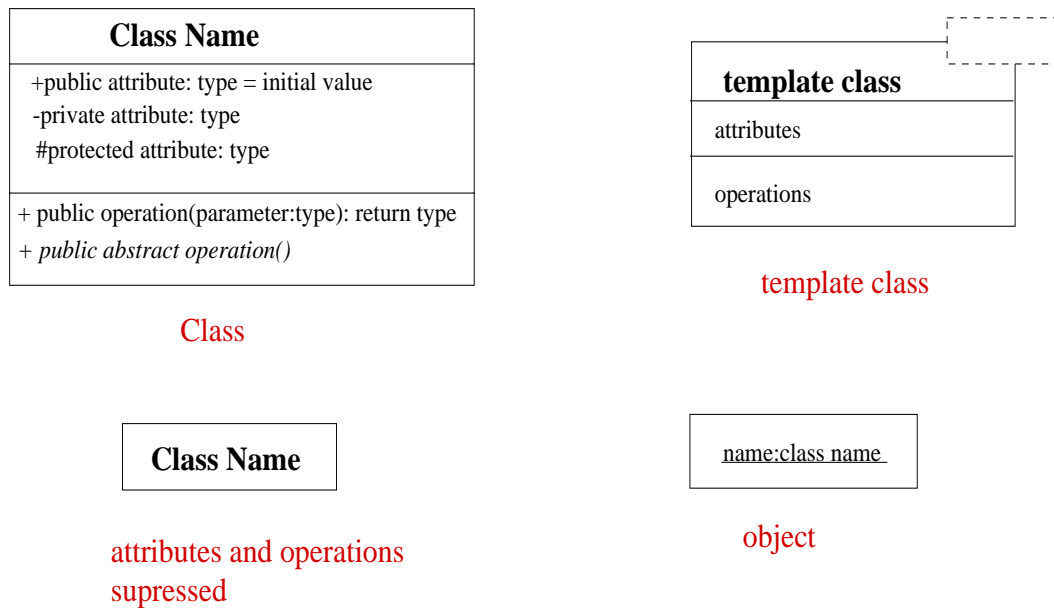 Class Name
+public attribute: type = initial value
-private attribute: type
#protected attribute: type
+ public operation(parameter:type): return type
+ public abstract operation()
Class
template class
attributes
operations
template class
Class Name
attributes and operations
supressed
name:class name
object